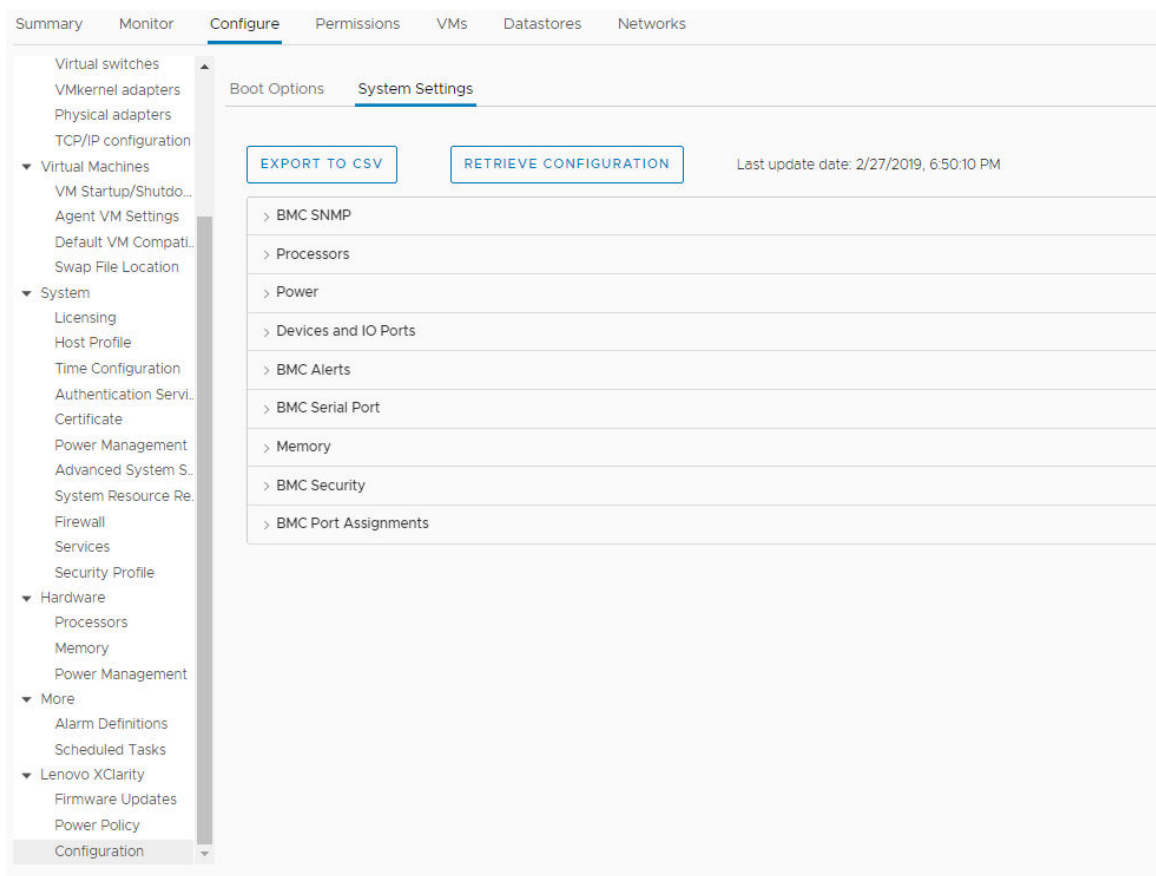 Summary Monitor Configure Permissions VMs Datastores Networks
Virtual switches
VMkernel adapters
Physical adapters
TCP/IP configuration
Virtual Machines
VM Startup/Shutdo...
Agent VM Settings
Default VM Compati..
Swap File Location
System
Licensing
Host Profile
Time Configuration
Authentication Servi..
Certificate
Power Management
Advanced System S..
System Resource Re.
Firewall
Services
Security Profile
Hardware
Processors
Memory
Power Management
More
Alarm Definitions
Scheduled Tasks
Lenovo XClarity
Firmware Updates
Power Policy
Configuration
Boot Options System Settings
EXPORT TO CSV RETRIEVE CONFIGURATION Last update date: 2/27/2019, 6:50:10 PM
BMC SNMP
Processors
Power
Devices and IO Ports
BMC Alerts
BMC Serial Port
Memory
BMC Security
BMC Port Assignments